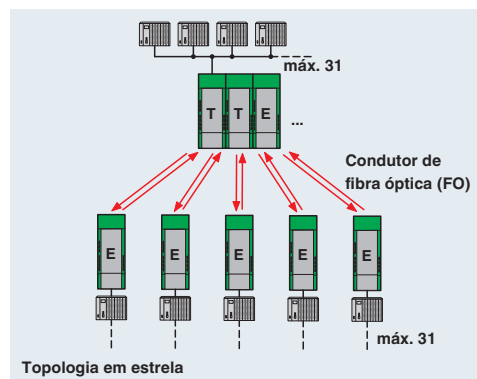 máx. 31
T T E ...
Condutor de
fibra óptica (FO)
E E E E E
máx. 31
Topologia em estrela